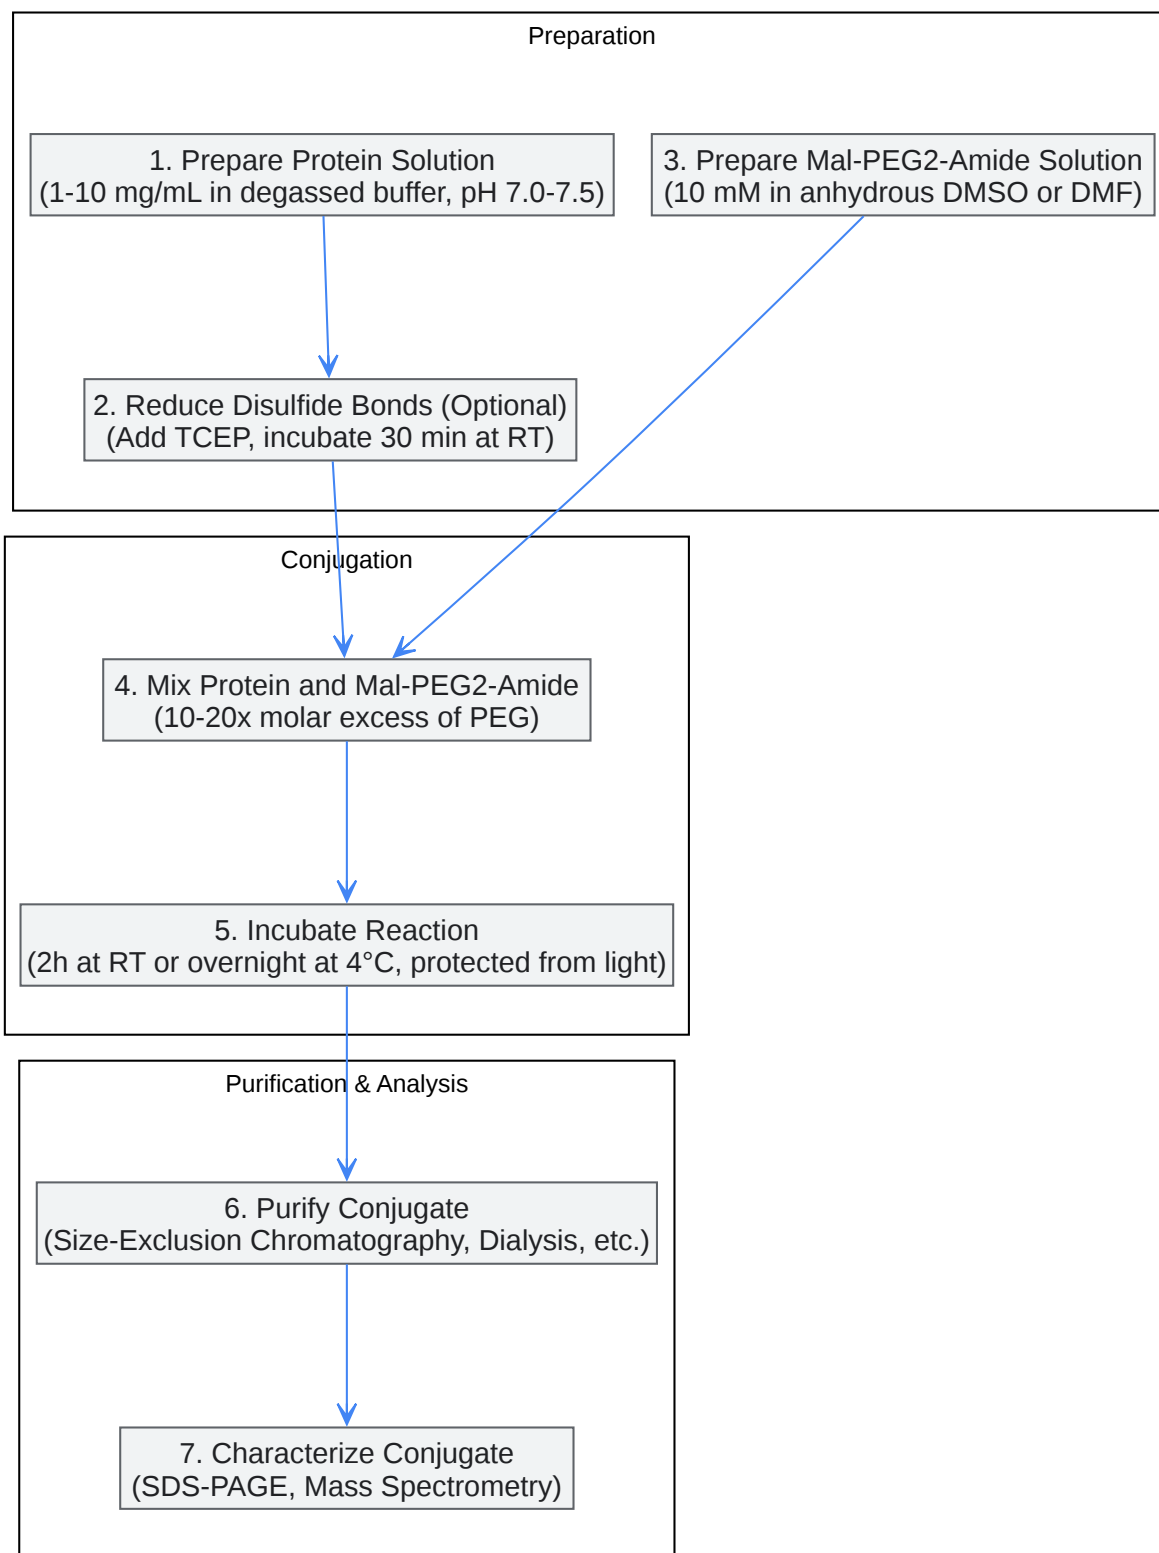 Preparation
1. Prepare Protein Solution
(1-10 mg/mL in degassed buffer, pH 7.0-7.5)
3. Prepare Mal-PEG2-Amide Solution
(10 mM in anhydrous DMSO or DMF)
2. Reduce Disulfide Bonds (Optional)
(Add TCEP, incubate 30 min at RT)
Conjugation
4. Mix Protein and Mal-PEG2-Amide
(10-20x molar excess of PEG)
5. Incubate Reaction
(2h at RT or overnight at 4°C, protected from light)
Purification & Analysis
6. Purify Conjugate
(Size-Exclusion Chromatography, Dialysis, etc.)
7. Characterize Conjugate
(SDS-PAGE, Mass Spectrometry)